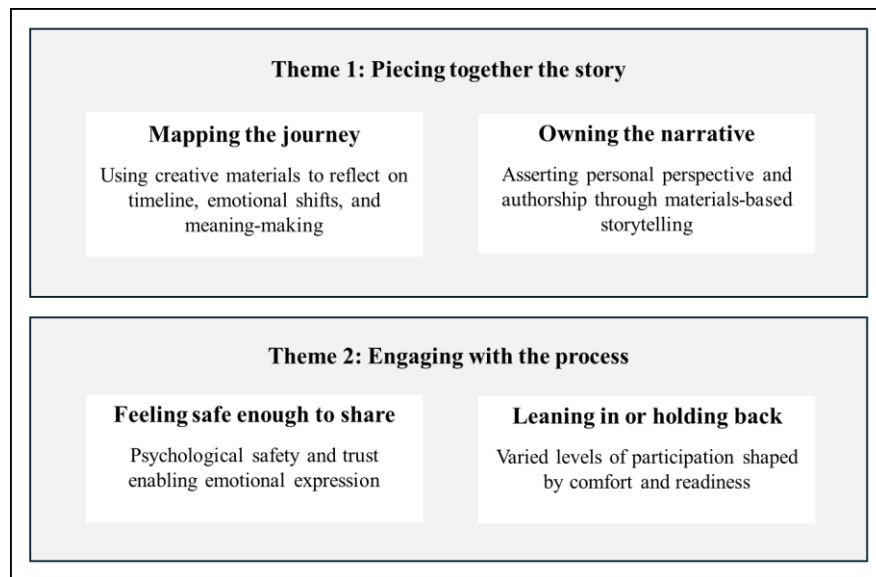 Theme 1: Piecing together the story
Mapping the journey
Using creative materials to reflect on
timeline, emotional shifts, and
meaning-making
Owning the narrative
Asserting personal perspective and
authorship through materials-based
storytelling
Theme 2: Engaging with the process
Feeling safe enough to share
Psychological safety and trust
enabling emotional expression
Leaning in or holding back
Varied levels of participation shaped
by comfort and readiness